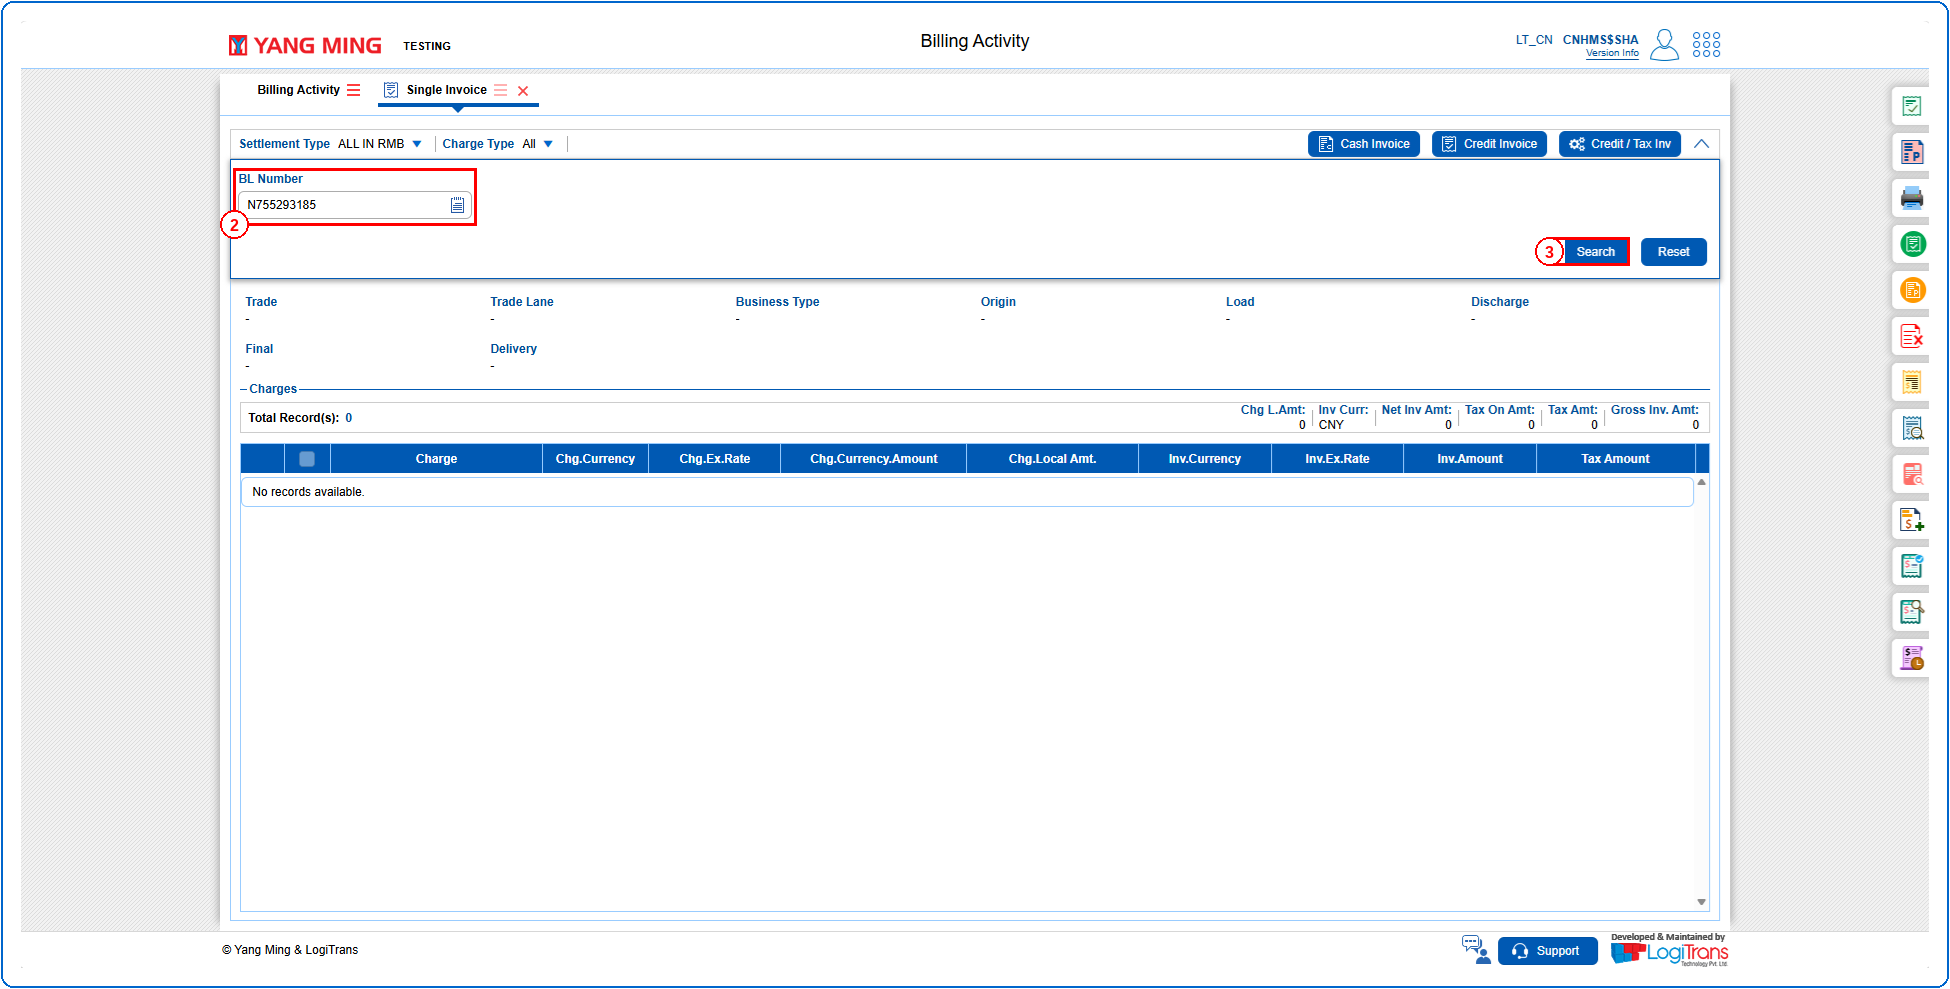 YANG MING TESTING
Billing Activity
LT_CN CNHMS$SHA
Version Info
Billing Activity
Single Invoice
Settlement Type ALL IN RMB
Charge Type All
Cash Invoice
Credit Invoice
Credit / Tax Inv
BL Number
N755293185
2
3
Search
Reset
Trade Trade Lane Business Type Origin Load Discharge
- - - - - -
Final Delivery
- -
Charges
Total Record(s): 0
Chg L.Amt: Inv Curr: Net Inv Amt: Tax On Amt: Tax Amt: Gross Inv. Amt:
0 CNY 0 0 0 0
Charge Chg.Currency Chg.Ex.Rate Chg.Currency.Amount Chg.Local Amt. Inv.Currency Inv.Ex.Rate Inv.Amount Tax Amount
No records available.
© Yang Ming & LogiTrans
Support
Developed & Maintained by
LogiTrans
Technology Pvt. Ltd.